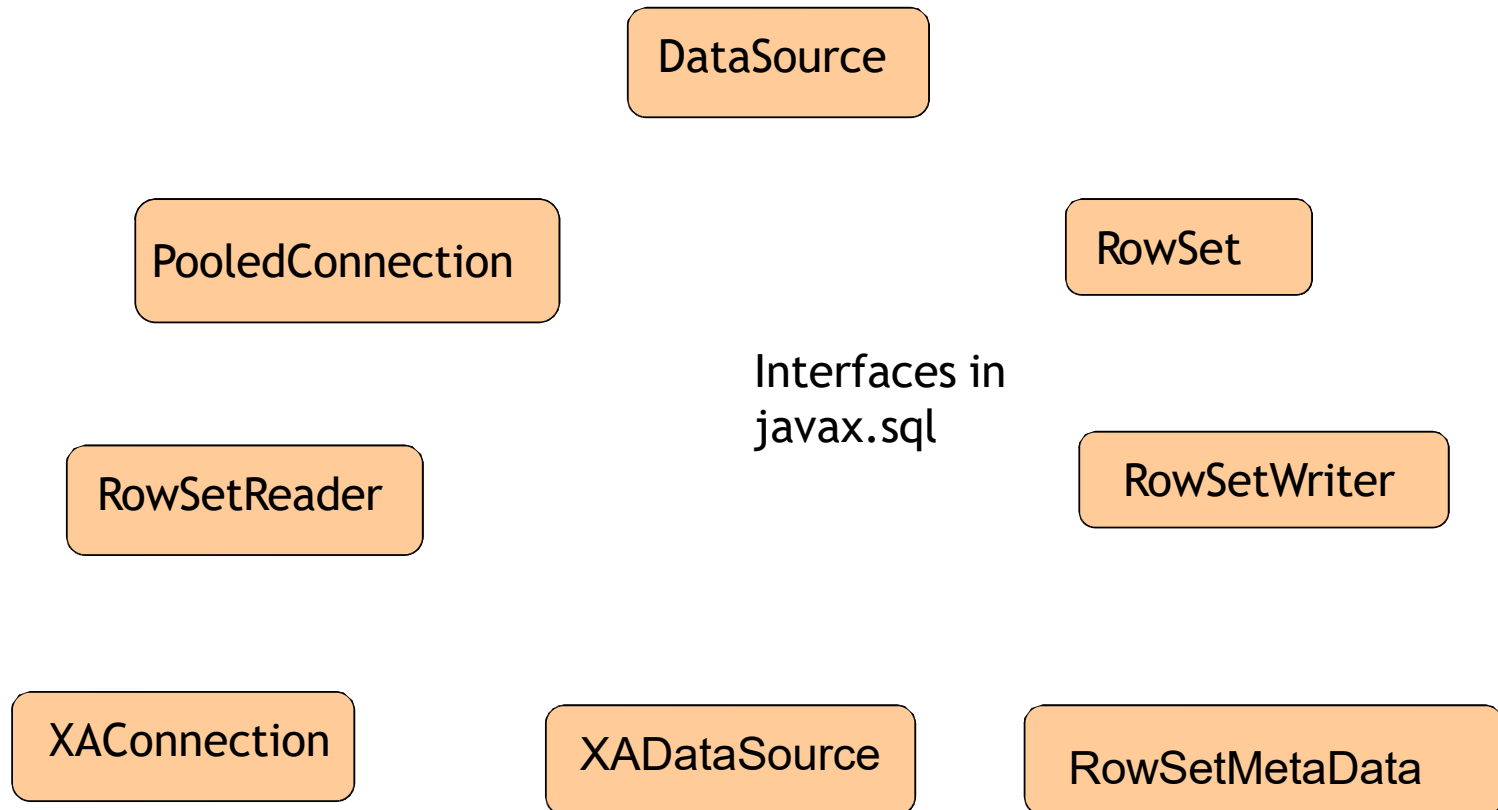 DataSource
PooledConnection
RowSet
Interfaces in
javax.sql
RowSetReader
RowSetWriter
XAConnection
XADataSource
RowSetMetaData